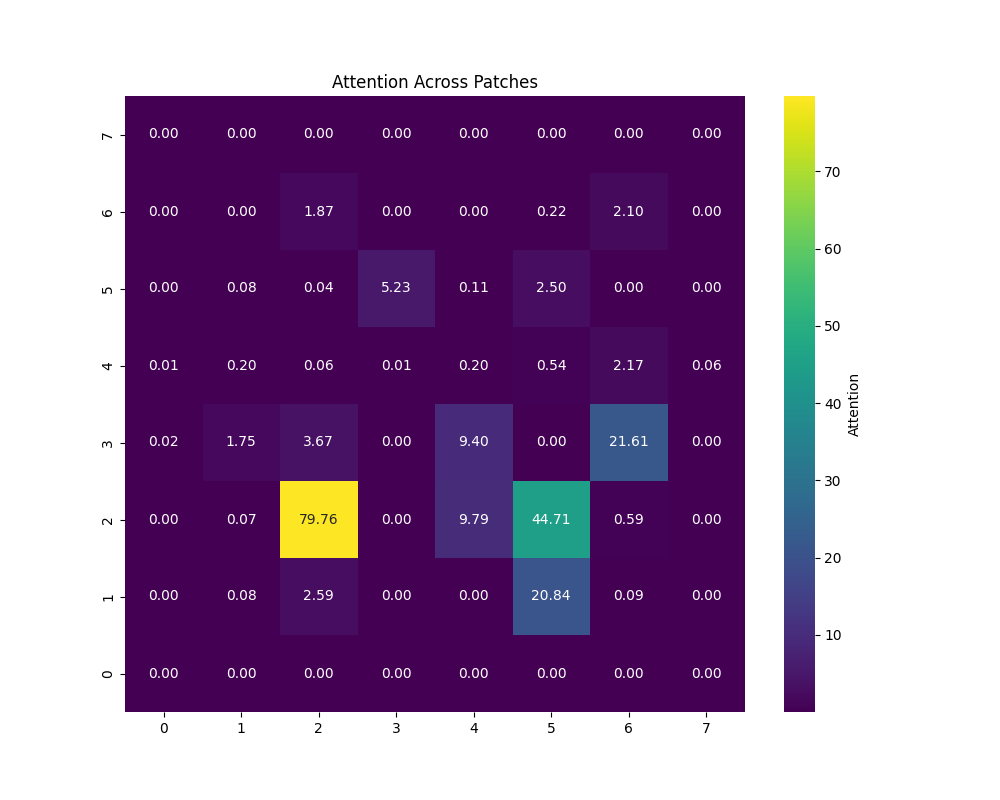 Attention Across Patches
7 0.00 0.00 0.00 0.00 0.00 0.00 0.00 0.00
6 0.00 0.00 1.87 0.00 0.00 0.22 2.10 0.00
5 0.00 0.08 0.04 5.23 0.11 2.50 0.00 0.00
4 0.01 0.20 0.06 0.01 0.20 0.54 2.17 0.06
3 0.02 1.75 3.67 0.00 9.40 0.00 21.61 0.00
2 0.00 0.07 79.76 0.00 9.79 44.71 0.59 0.00
1 0.00 0.08 2.59 0.00 0.00 20.84 0.09 0.00
0 0.00 0.00 0.00 0.00 0.00 0.00 0.00 0.00
0 1 2 3 4 5 6 7
70
60
50
40
30
20
10
Attention